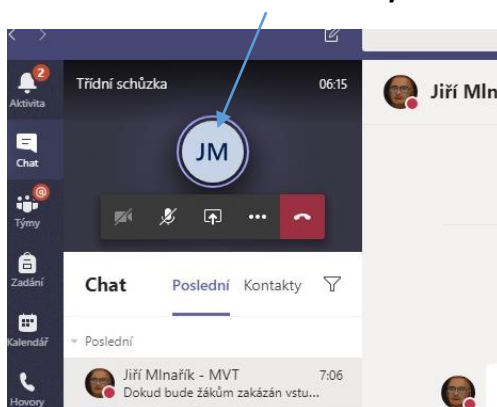 2
Aktivita
Chat
Týmy
Zadání
Kalendář
Hovory
Třídní schůzka 06:15
JM
Chat Poslední Kontakty
Poslední
Jiří Mlnařík - MVT 7:06
Dokud bude žákům zakázán vstu...
Jiří Mln